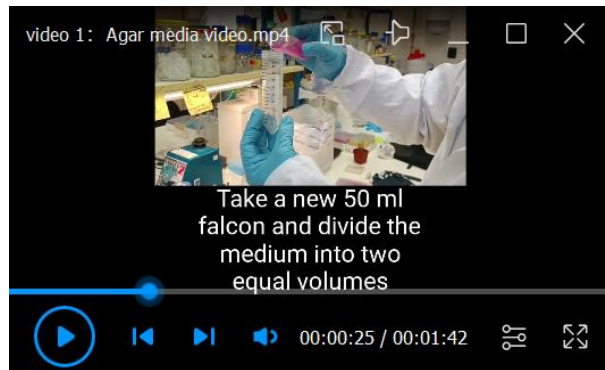 video 1: Agar media video.mp4
Take a new 50 ml
falcon and divide the
medium into two
equal volumes
00:00:25 / 00:01:42